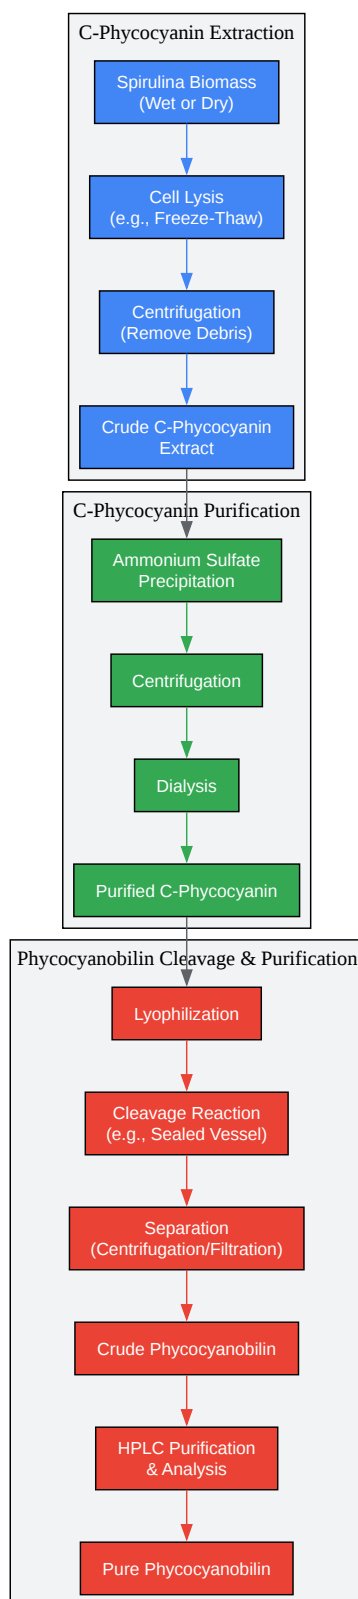 C-Phycocyanin Extraction
Spirulina Biomass
(Wet or Dry)
Cell Lysis
(e.g., Freeze-Thaw)
Centrifugation
(Remove Debris)
Crude C-Phycocyanin
Extract
C-Phycocyanin Purification
Ammonium Sulfate
Precipitation
Centrifugation
Dialysis
Purified C-Phycocyanin
Phycocyanobilin Cleavage & Purification
Lyophilization
Cleavage Reaction
(e.g., Sealed Vessel)
Separation
(Centrifugation/Filtration)
Crude Phycocyanobilin
HPLC Purification
& Analysis
Pure Phycocyanobilin